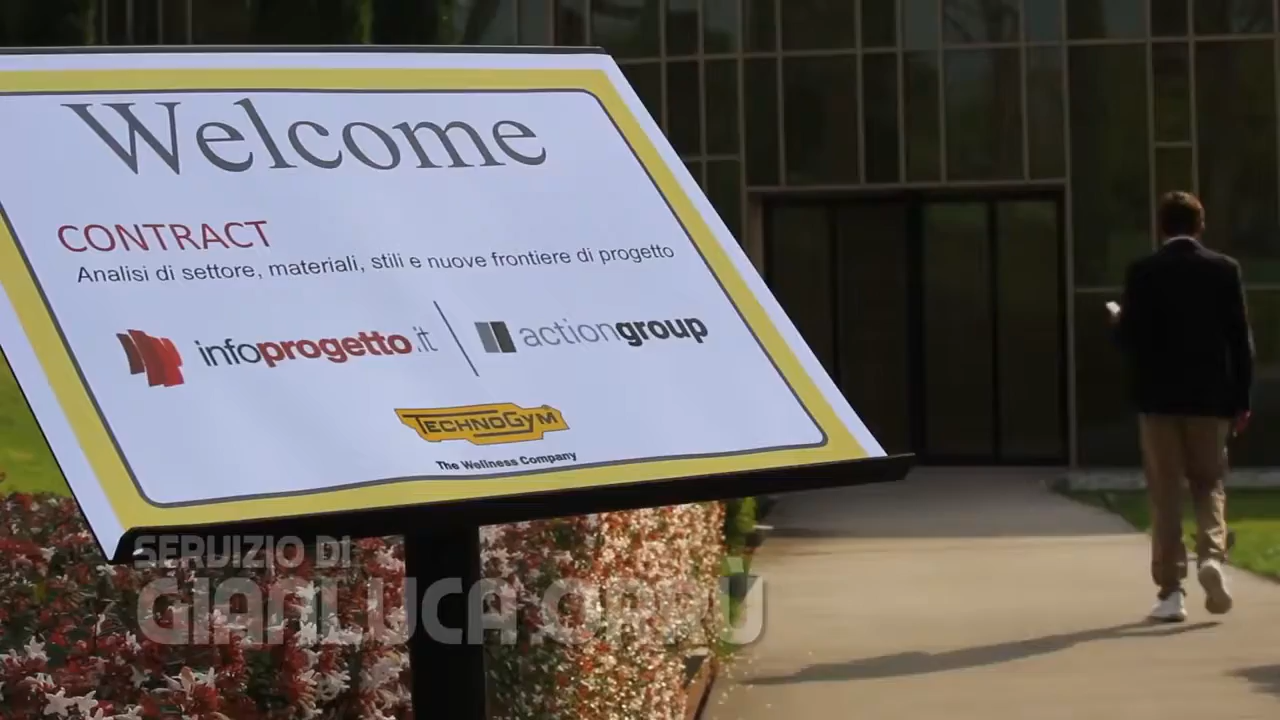 Welcome
CONTRACT
Analisi di settore, materiali, stili e nuove frontiere di progetto
infoprogetto.it | actiongroup
TECHNOGYM
The Wellness Company
SERVIZIO DI
GIANLUCA